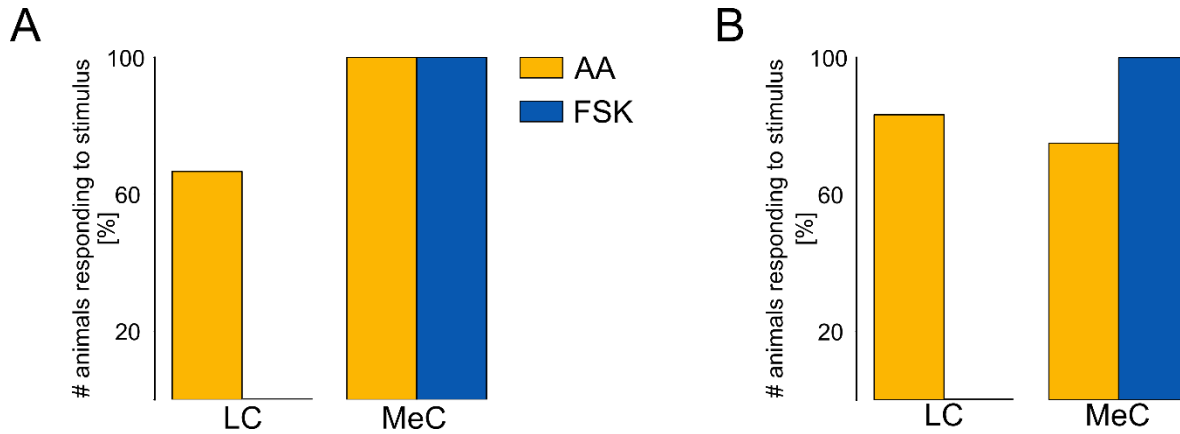 A
# animals responding to stimulus
[%]
100
60
20
LC
MeC
AA
FSK
B
# animals responding to stimulus
[%]
100
60
20
LC
MeC